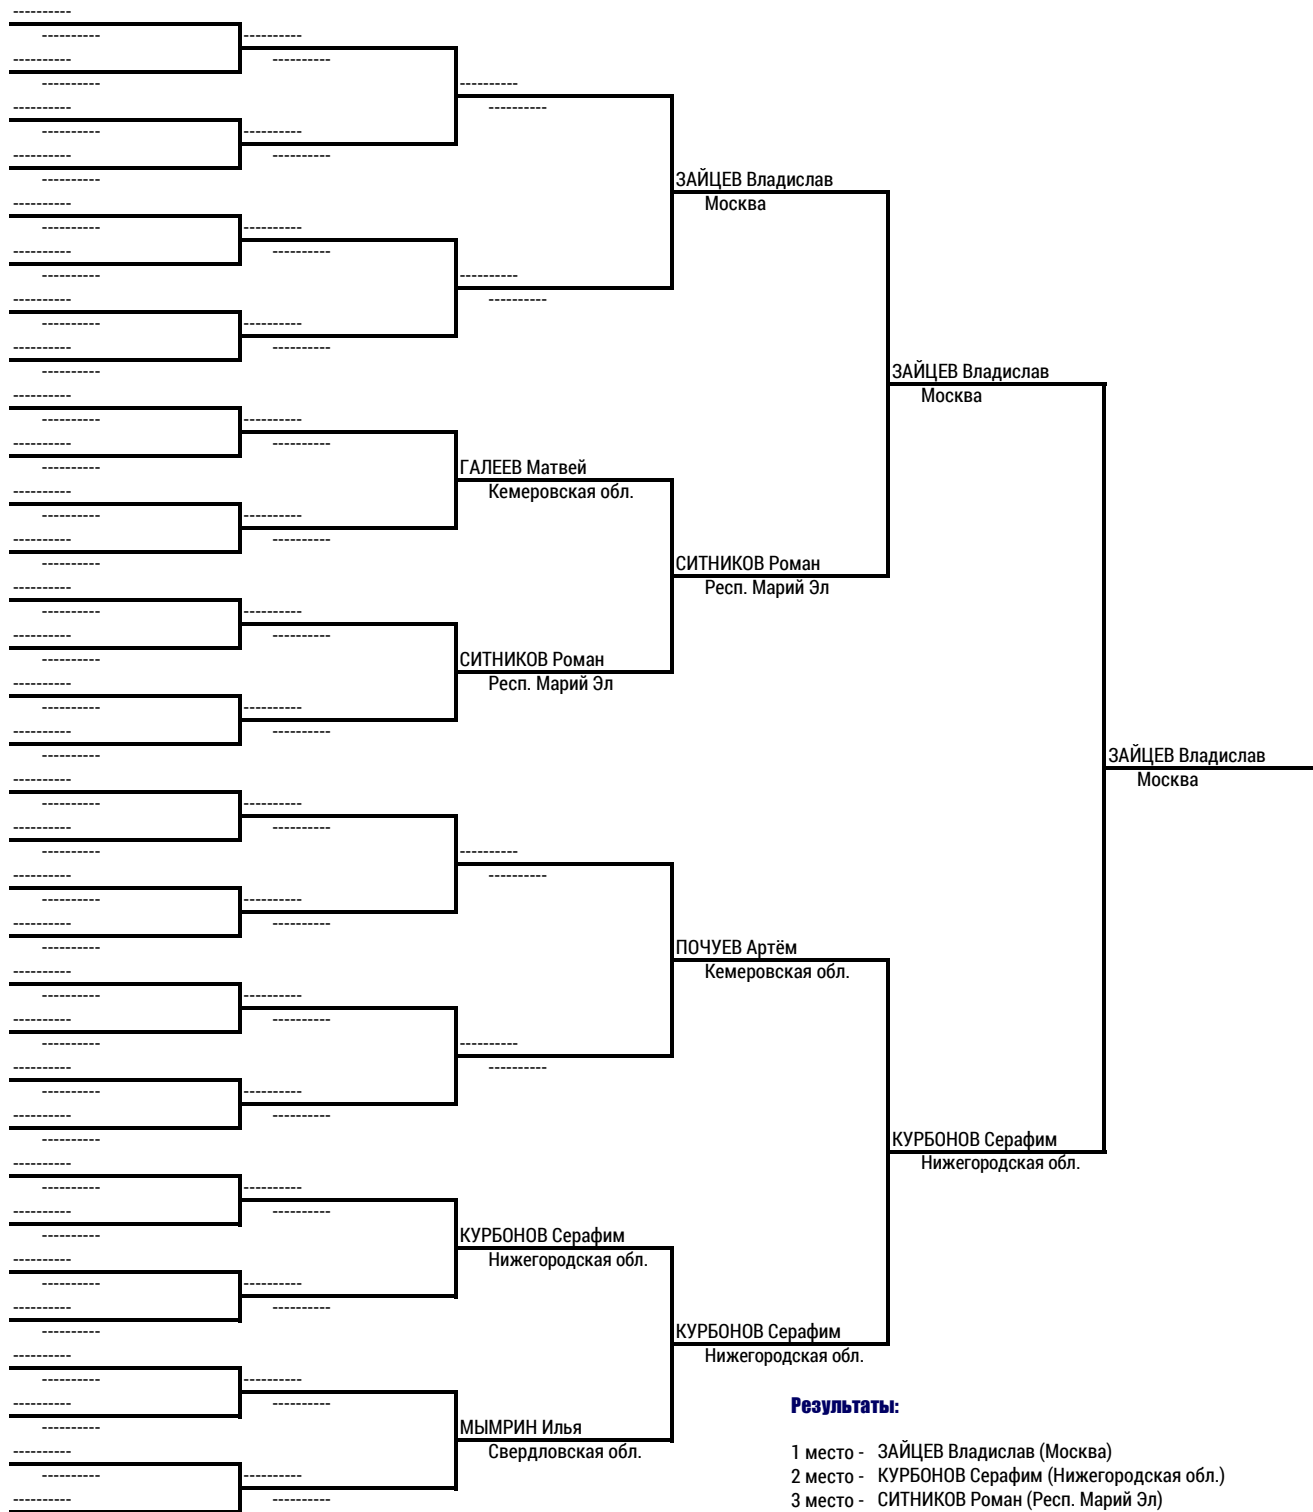 ЗАЙЦЕВ Владислав
Москва
ЗАЙЦЕВ Владислав
Москва
ГАЛЕЕВ Матвей
Кемеровская обл.
СИТНИКОВ Роман
Респ. Марий Эл
СИТНИКОВ Роман
Респ. Марий Эл
ЗАЙЦЕВ Владислав
Москва
ПОЧУЕВ Артём
Кемеровская обл.
КУРБОНОВ Серафим
Нижегородская обл.
КУРБОНОВ Серафим
Нижегородская обл.
КУРБОНОВ Серафим
Нижегородская обл.
МЫМРИН Илья
Свердловская обл.
Результаты:
1 место - ЗАЙЦЕВ Владислав (Москва)
2 место - КУРБОНОВ Серафим (Нижегородская обл.)
3 место - СИТНИКОВ Роман (Респ. Марий Эл)